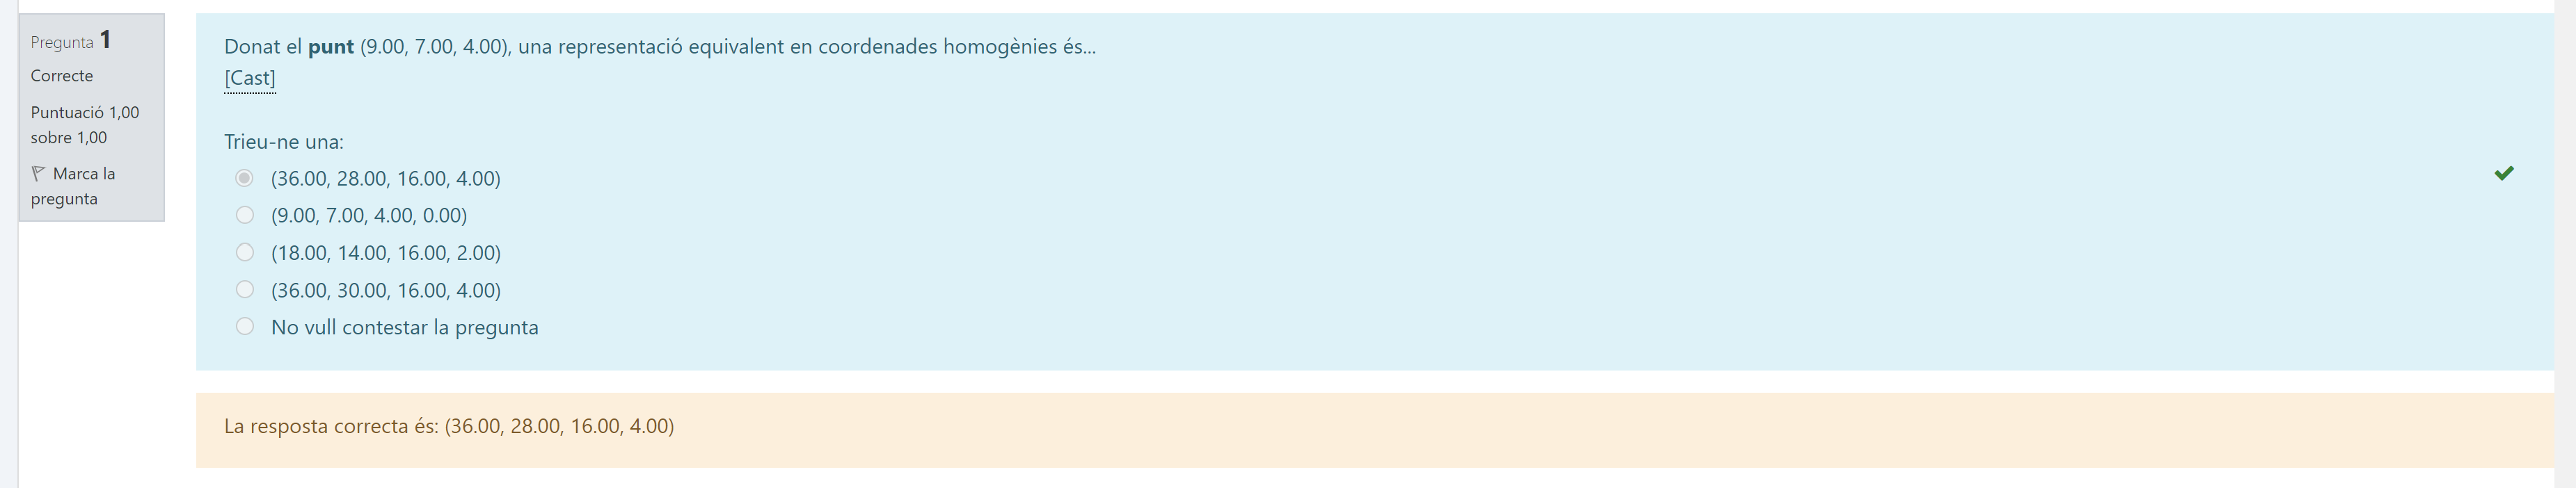 Pregunta 1
Correcte
Puntuació 1,00
sobre 1,00
Marca la
pregunta
Donat el punt (9.00, 7.00, 4.00), una representació equivalent en coordenades homogènies és...
[Cast]
Trieu-ne una:
(36.00, 28.00, 16.00, 4.00)
(9.00, 7.00, 4.00, 0.00)
(18.00, 14.00, 16.00, 2.00)
(36.00, 30.00, 16.00, 4.00)
No vull contestar la pregunta
La resposta correcta és: (36.00, 28.00, 16.00, 4.00)